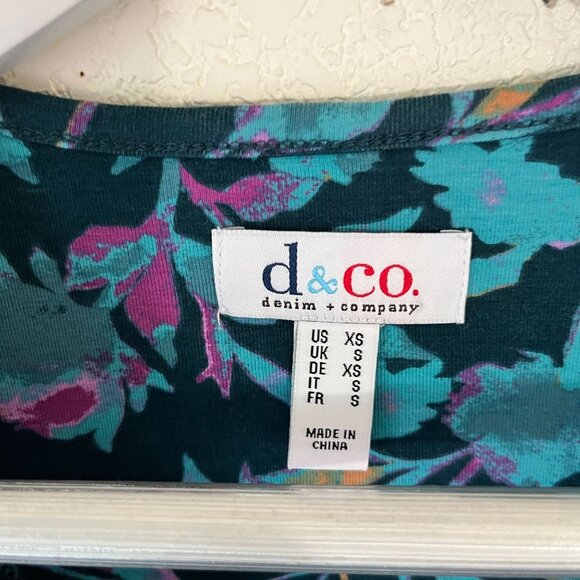 d&co.
denim + company
US XS
UK S
DE XS
IT S
FR S
MADE IN
CHINA